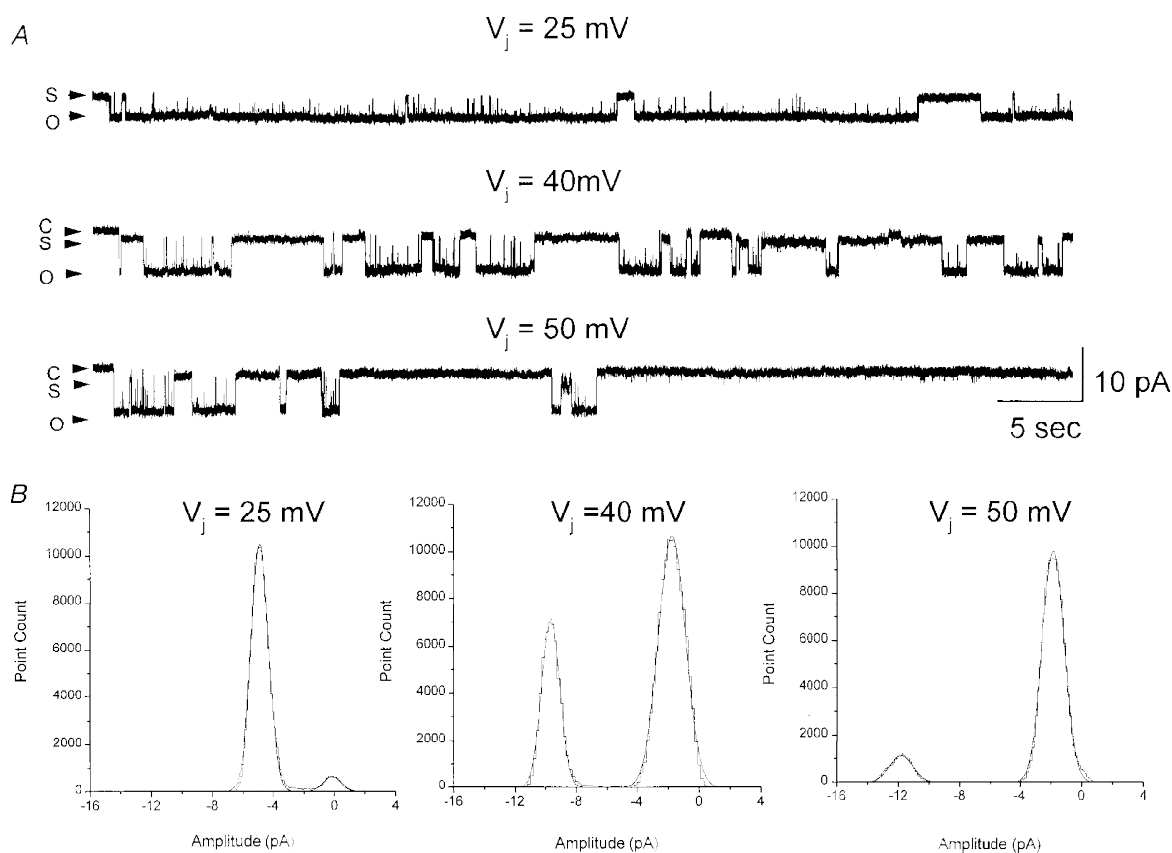 A
Vj = 25 mV
S
O
Vj = 40mV
C
S
O
Vj = 50 mV
C
S
O
10 pA
5 sec
B
Vj = 25 mV
12000
10000
8000
6000
4000
2000
0
-16 -12 -8 -4 0 4
Point Count
Amplitude (pA)
Vj =40 mV
12000
10000
8000
6000
4000
2000
0
-16 -12 -8 -4 0 4
Point Count
Amplitude (pA)
Vj = 50 mV
12000
10000
8000
6000
4000
2000
0
-16 -12 -8 -4 0 4
Point Count
Amplitude (pA)